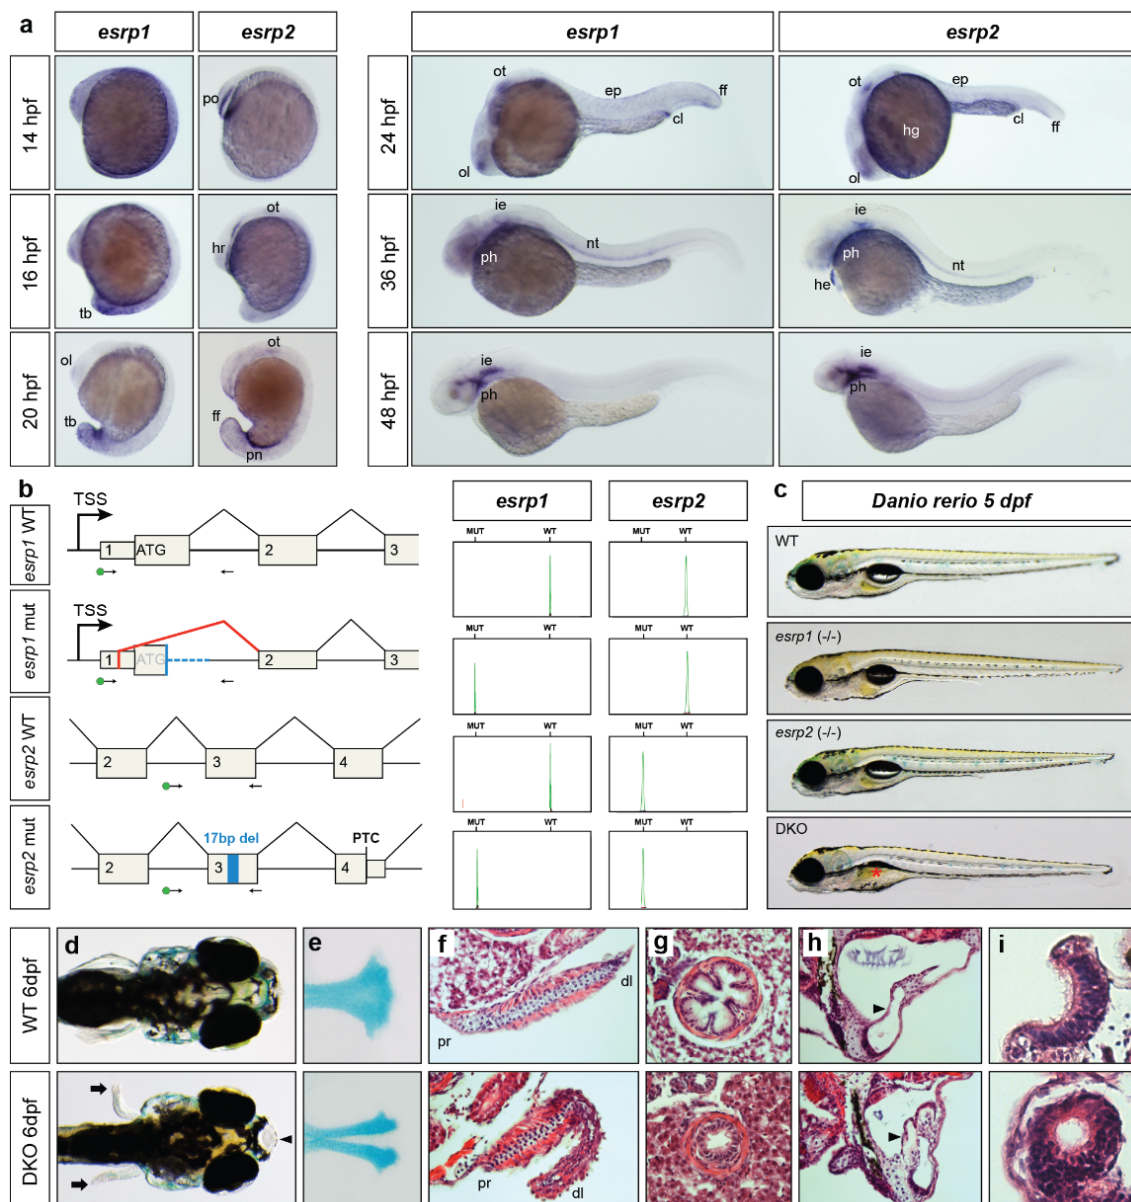 a
esrp1 esrp2 esrp1 esrp2
14 hpf
po
24 hpf
ot ep ff cl ol
ot ep hg cl ff ol
16 hpf
tb
ot hr
36 hpf
ie nt ph
ie ph nt he
20 hpf
ol tb
ot ff pn
48 hpf
ie ph
ie ph
b
esrp1 WT
TSS
1 ATG 2 3
esrp1 mut
TSS
1 ATG 2 3
esrp2 WT
2 3 4
esrp2 mut
17bp del
PTC
2 3 4
esrp1 esrp2
MUT WT MUT WT
MUT WT MUT WT
MUT WT MUT WT
MUT WT MUT WT
c
Danio rerio 5 dpf
WT
esrp1 (-/-)
esrp2 (-/-)
DKO
*
d e f g h i
WT 6dpf
dl
pr
DKO 6dpf
pr
dl